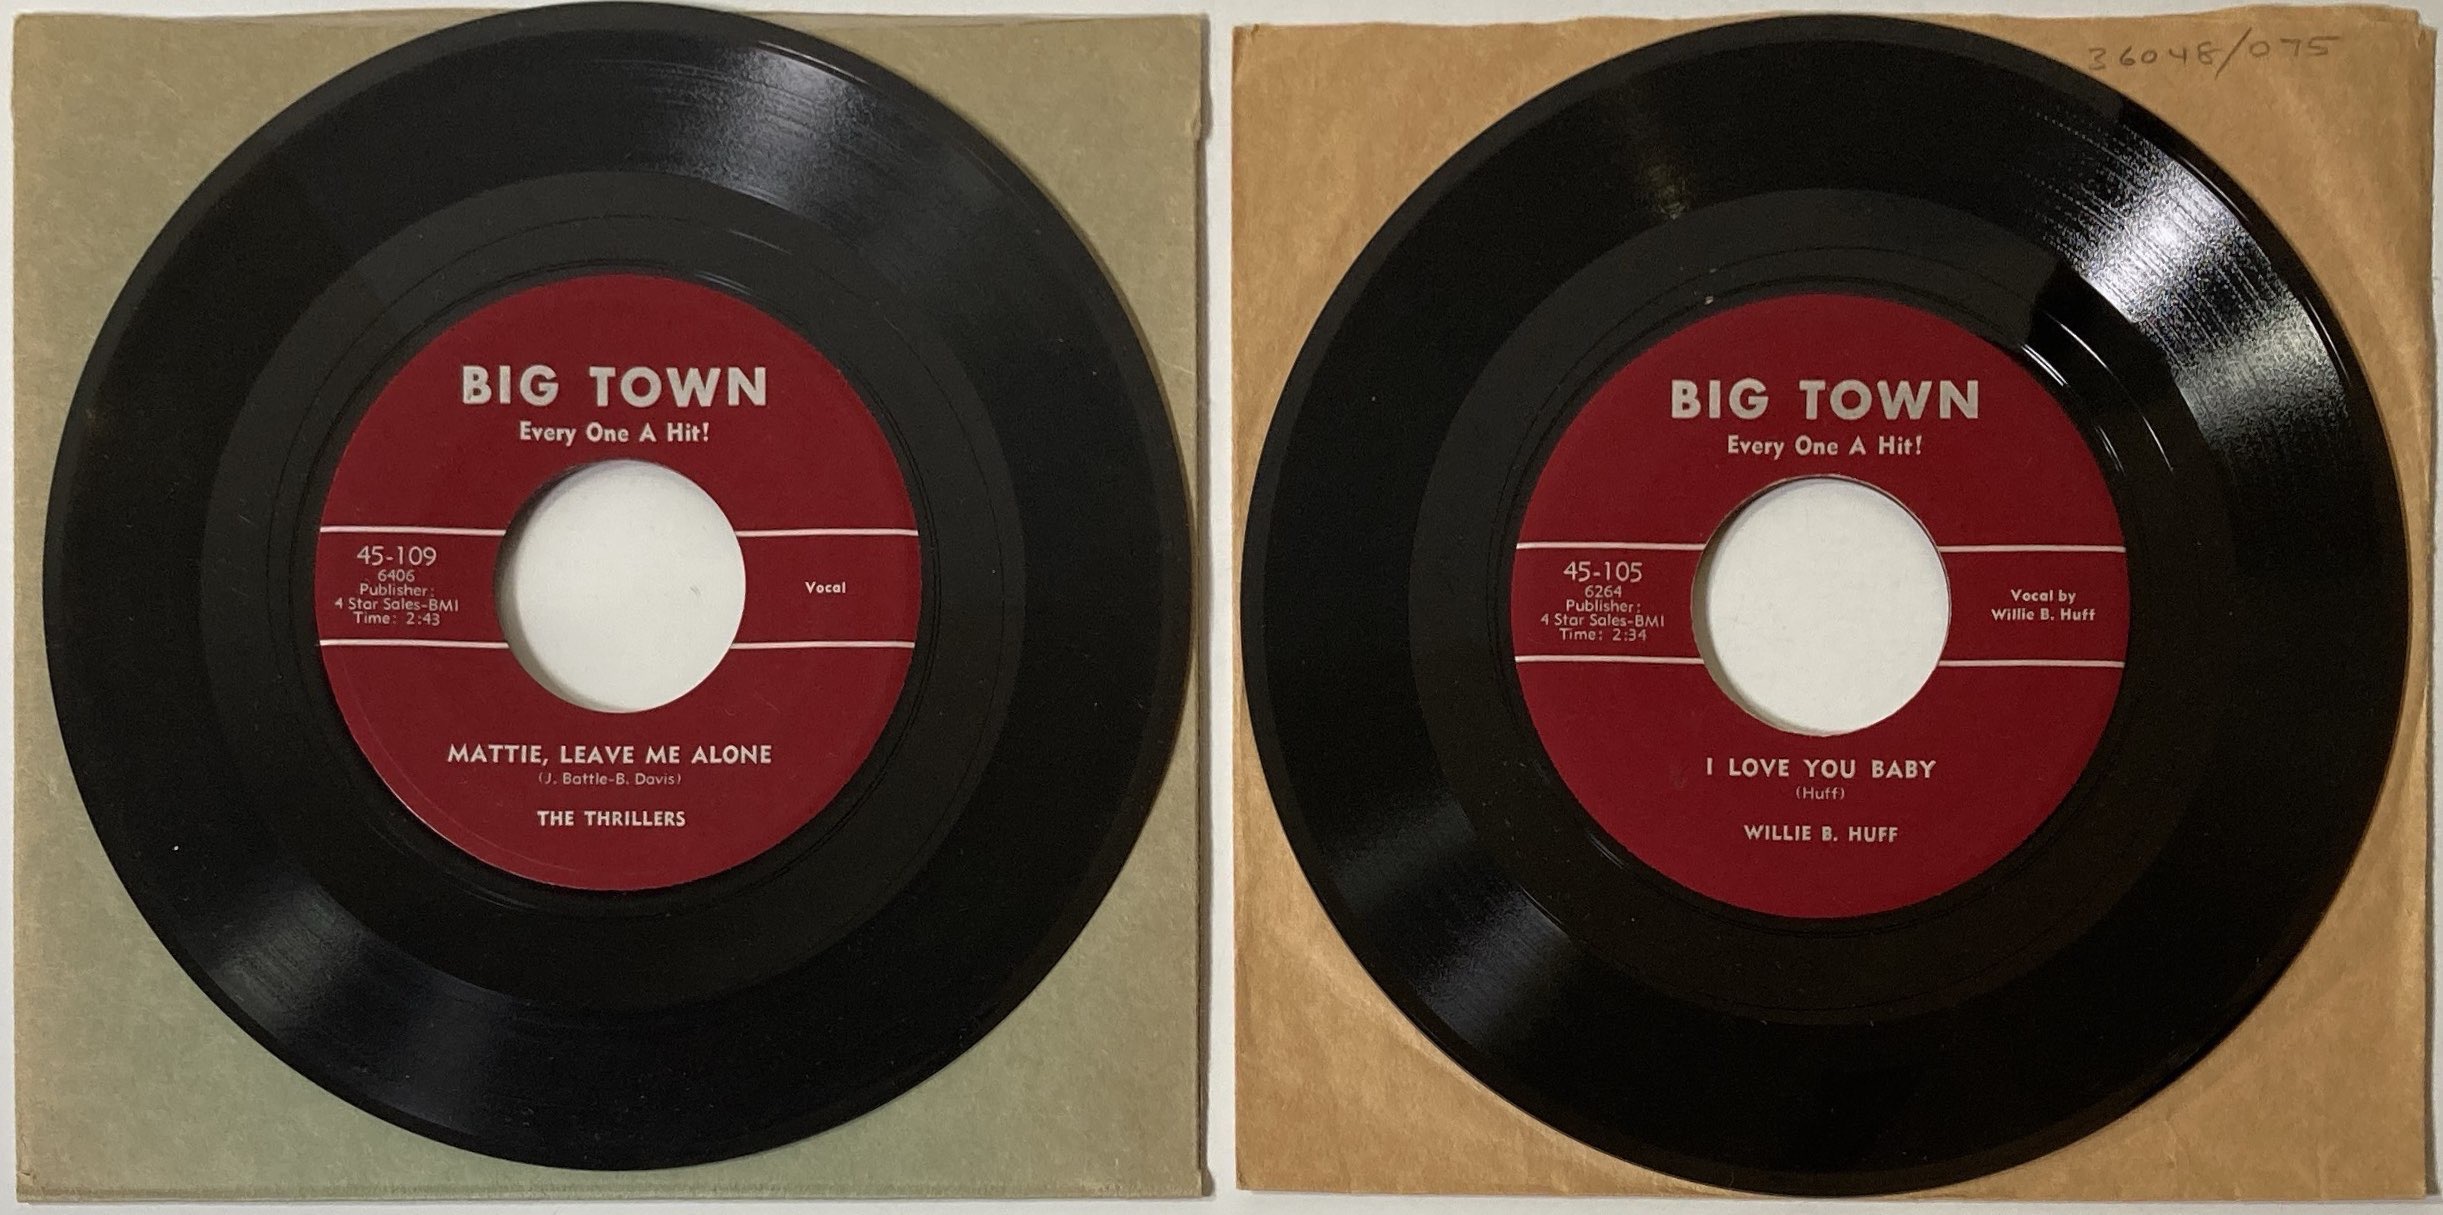 BIG TOWN
Every One A Hit!
45-109
6406
Publisher:
4 Star Sales-BMI
Time: 2:43
Vocal
MATTIE, LEAVE ME ALONE
(J. Battle-B. Davis)
THE THRILLERS
36048/075
BIG TOWN
Every One A Hit!
45-105
6264
Publisher:
4 Star Sales-BMI
Time: 2:34
Vocal by
Willie B. Huff
I LOVE YOU BABY
(Huff)
WILLIE B. HUFF